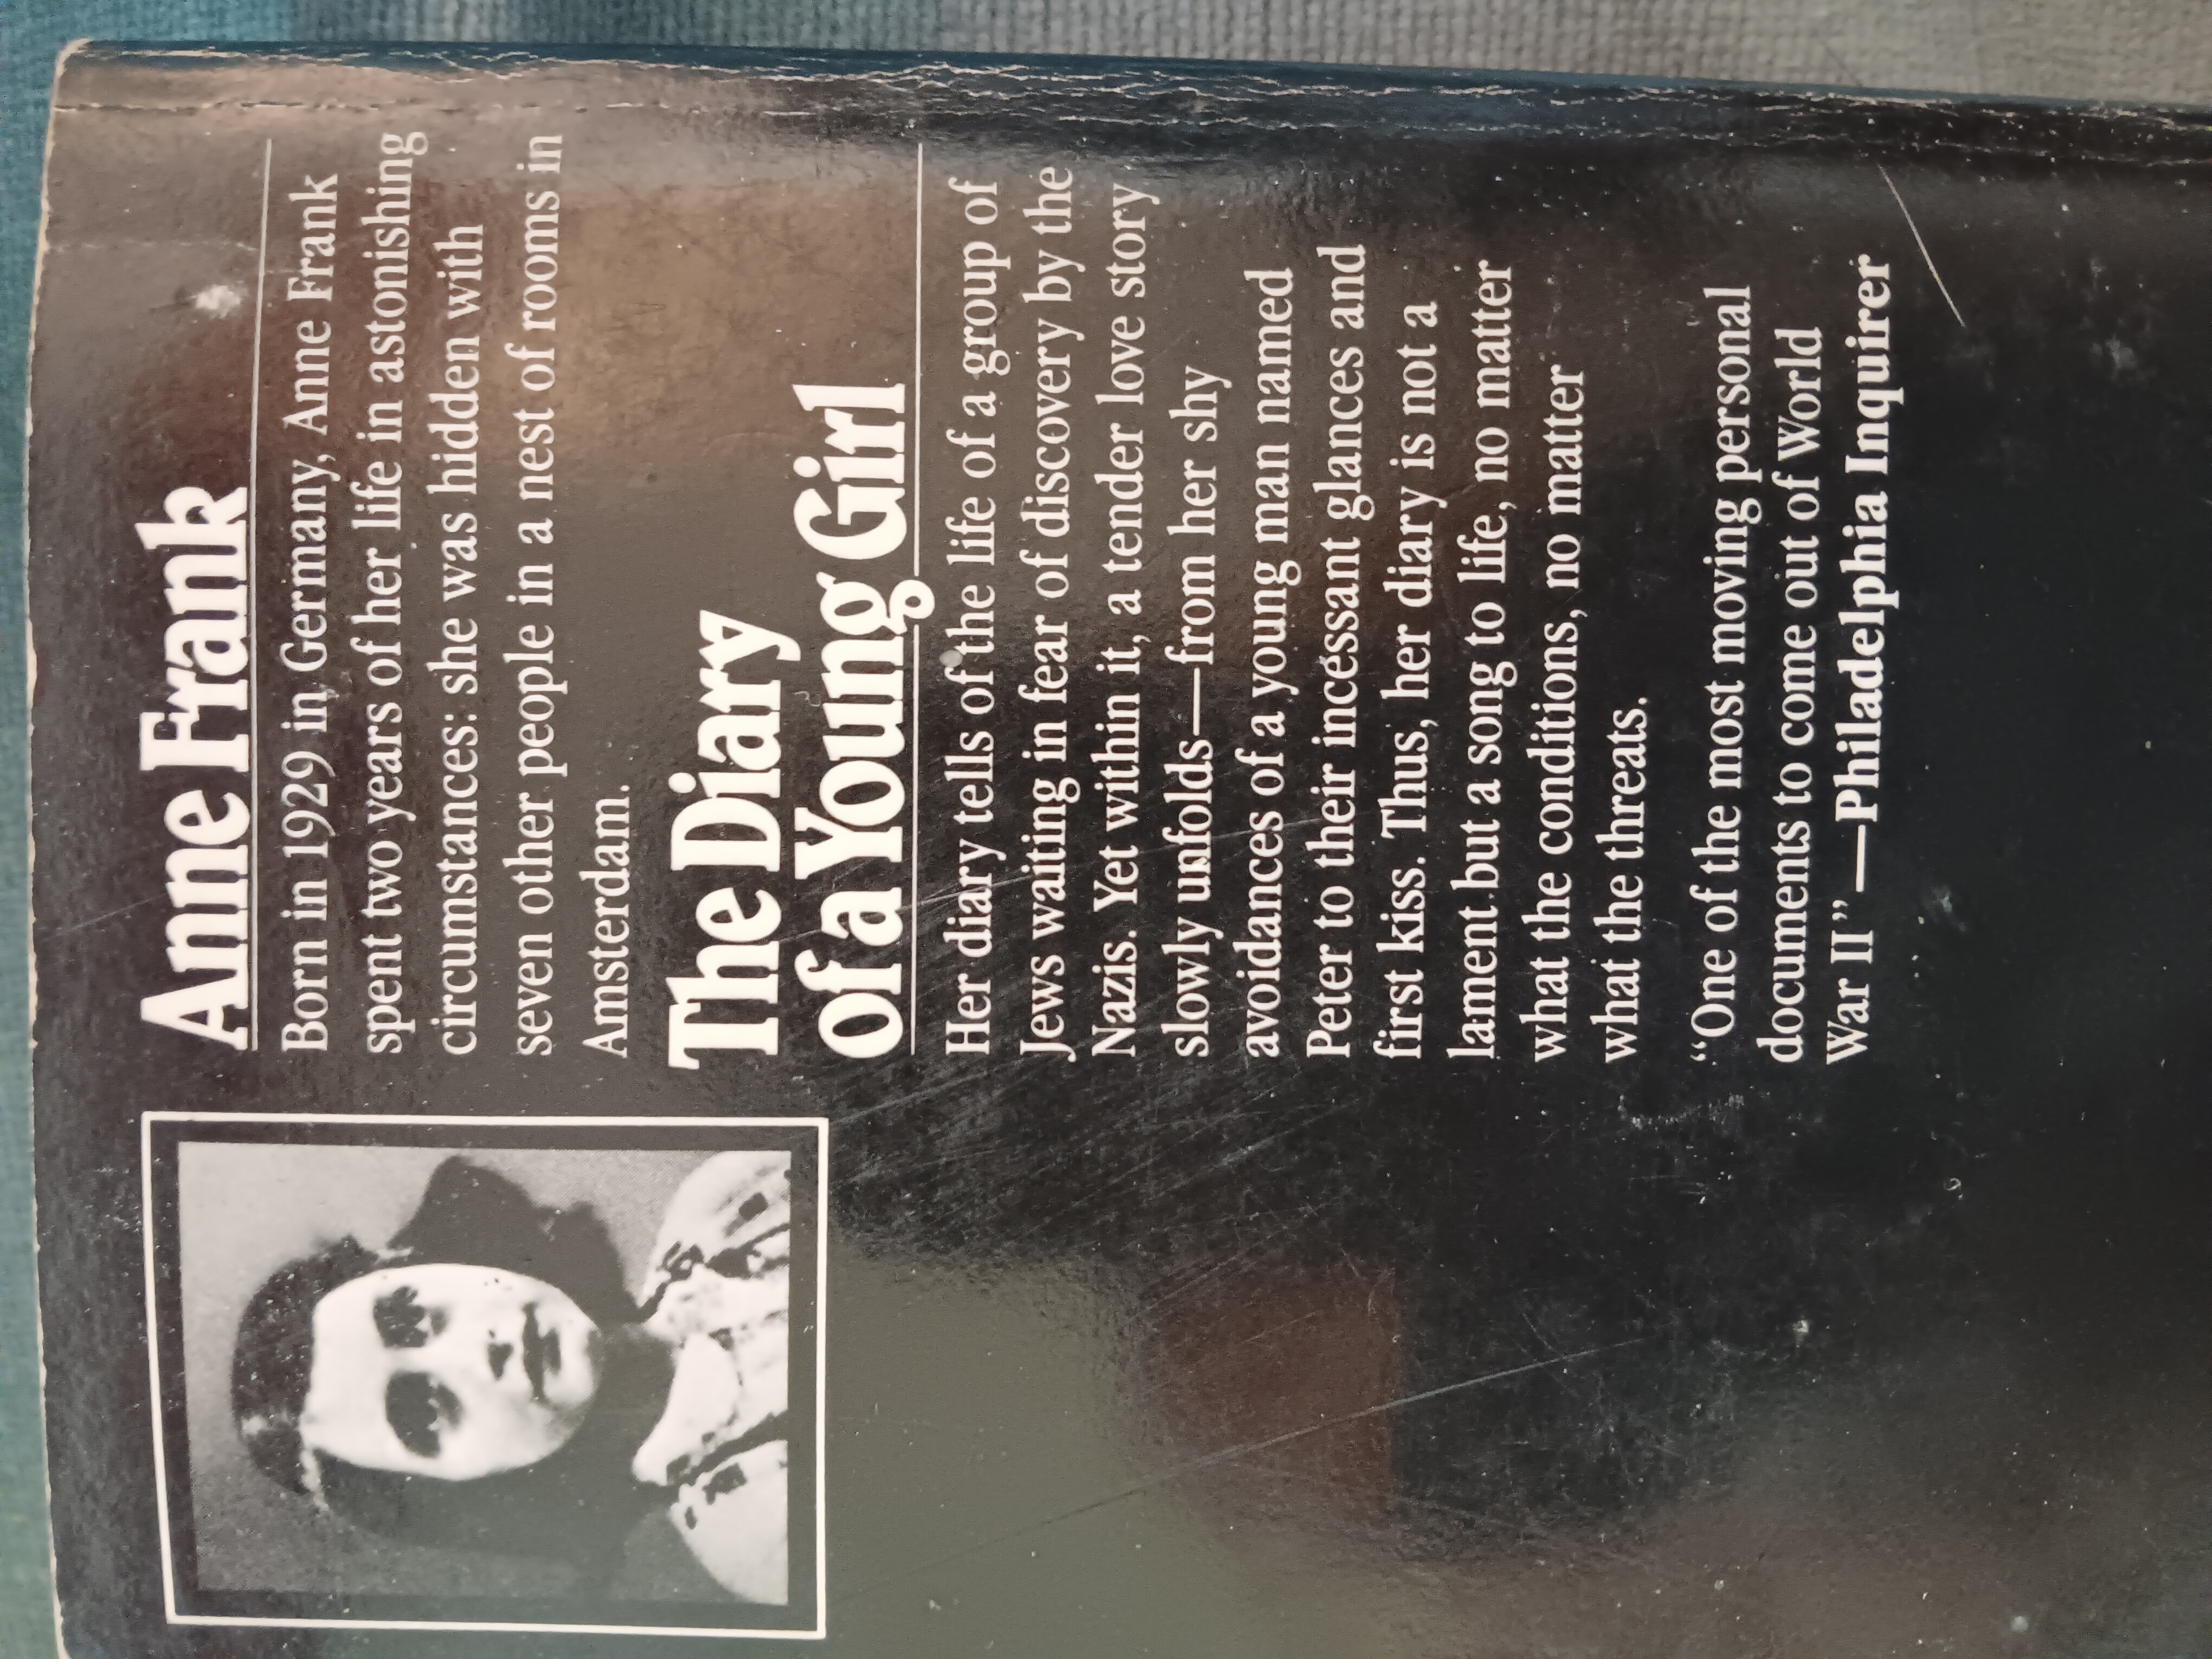 Anne Frank
Born in 1929 in Germany, Anne Frank
spent two years of her life in astonishing
circumstances: she was hidden with
seven other people in a nest of rooms in
Amsterdam.
The Diary
of a Young Girl
Her diary tells of the life of a group of
Jews waiting in fear of discovery by the
Nazis. Yet within it, a tender love story
slowly unfolds—from her shy
avoidances of a young man named
Peter to their incessant glances and
first kiss. Thus, her diary is not a
lament but a song to life, no matter
what the conditions, no matter
what the threats.
“One of the most moving personal
documents to come out of World
War II”—Philadelphia Inquirer